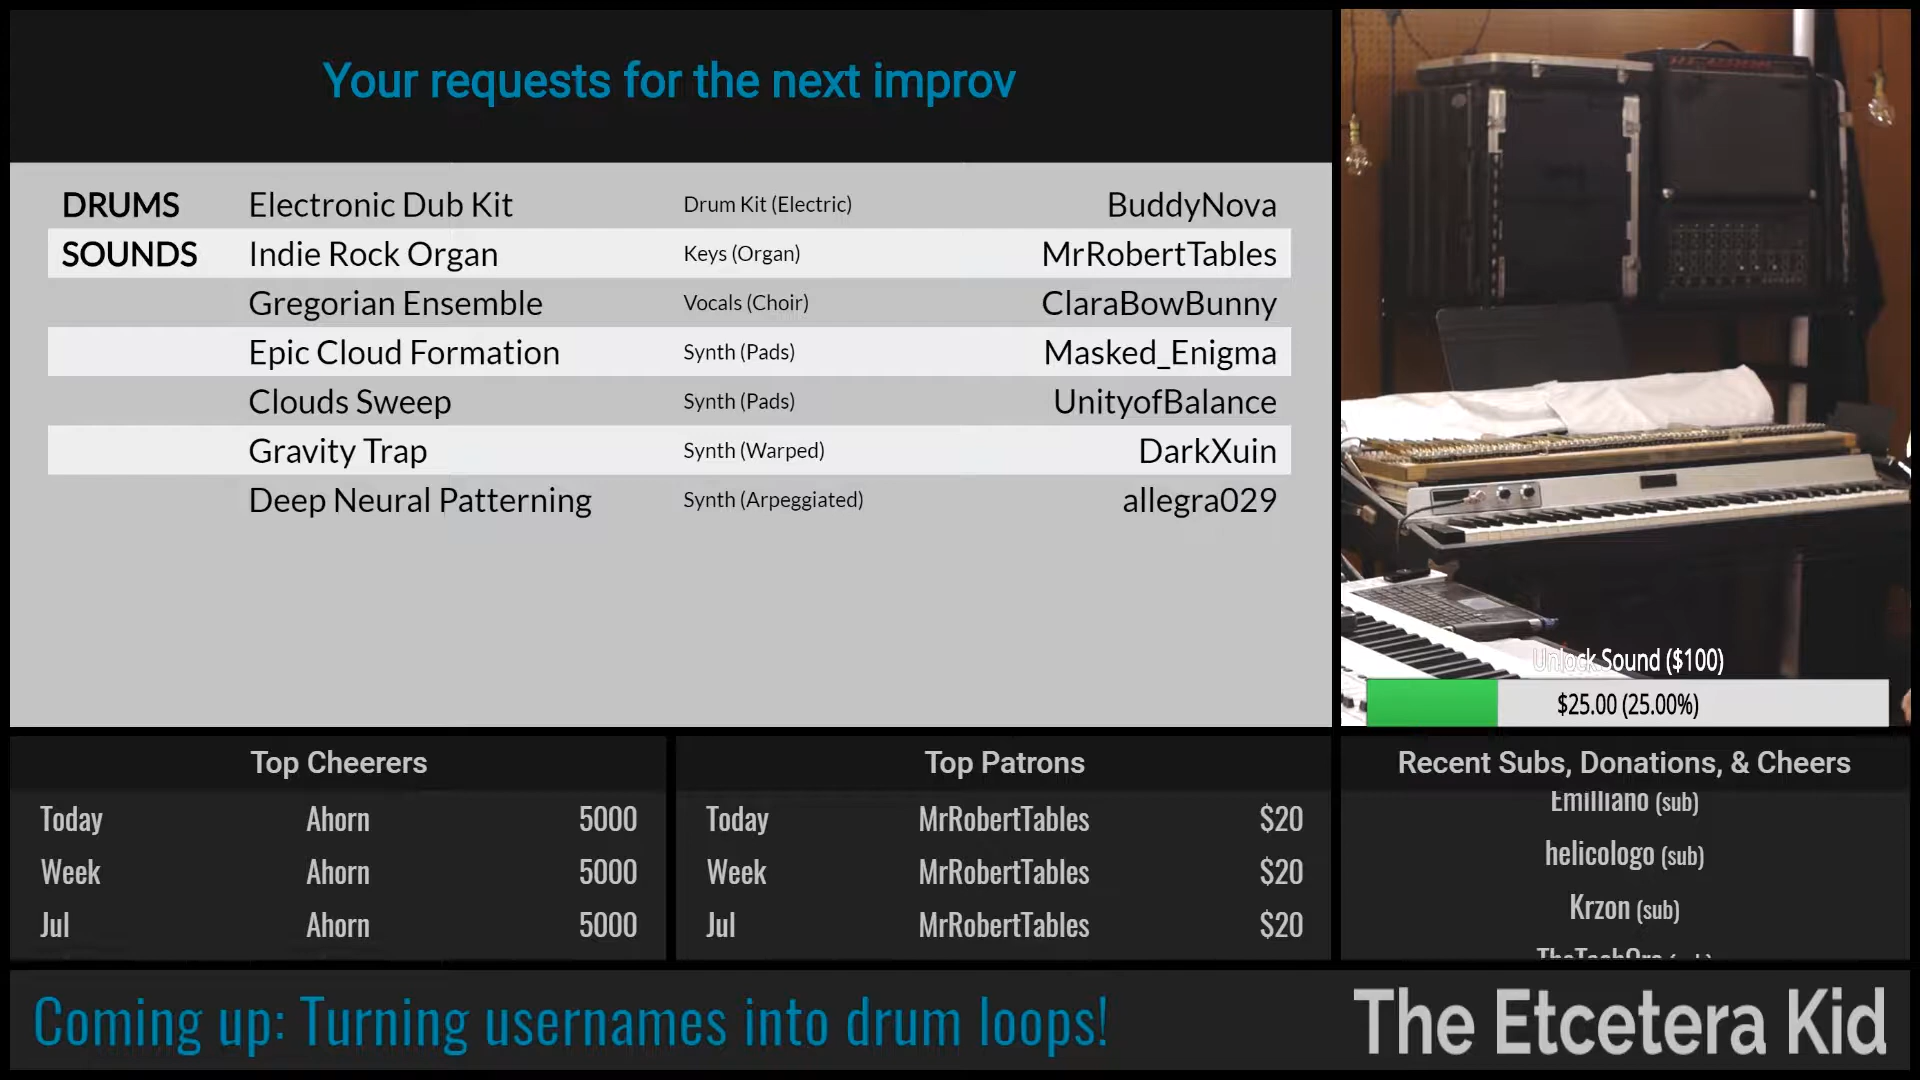 Your requests for the next improv
DRUMS Electronic Dub Kit Drum Kit (Electric) BuddyNova
SOUNDS Indie Rock Organ Keys (Organ) MrRobertTables
Gregorian Ensemble Vocals (Choir) ClaraBowBunny
Epic Cloud Formation Synth (Pads) Masked_Enigma
Clouds Sweep Synth (Pads) UnityofBalance
Gravity Trap Synth (Warped) DarkXuin
Deep Neural Patterning Synth (Arpeggiated) allegra029
Unlock Sound ($100)
$25.00 (25.00%)
Top Cheerers
Today Ahorn 5000
Week Ahorn 5000
Jul Ahorn 5000
Top Patrons
Today MrRobertTables $20
Week MrRobertTables $20
Jul MrRobertTables $20
Recent Subs, Donations, & Cheers
Emilliano (sub)
helicologo (sub)
Krzon (sub)
Coming up: Turning usernames into drum loops!
The Etcetera Kid